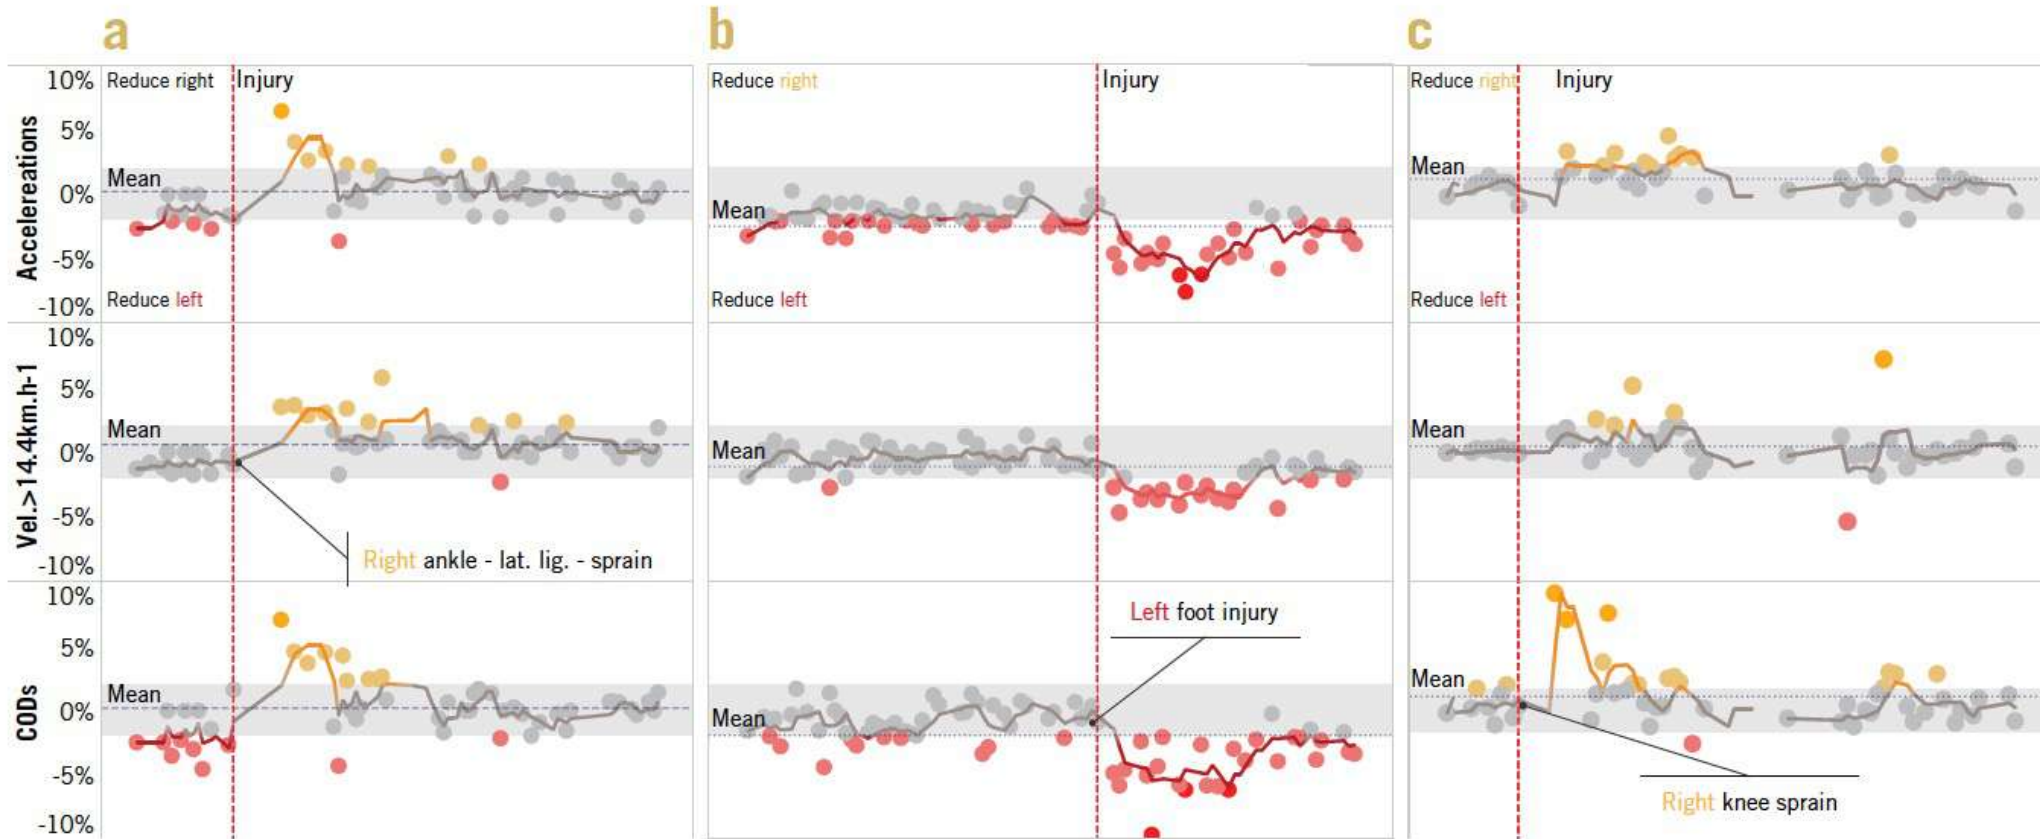 a
b
c
10%
5%
0%
-5%
-10%
Accelereations
Reduce right
Injury
Mean
Reduce left
Reduce right
Injury
Mean
Reduce left
Reduce right
Injury
Mean
Reduce left
10%
5%
0%
-5%
-10%
Vel.>14.4km.h-1
Mean
Right ankle - lat. lig. - sprain
Mean
Mean
10%
5%
0%
-5%
-10%
CODs
Mean
Left foot injury
Mean
Mean
Right knee sprain